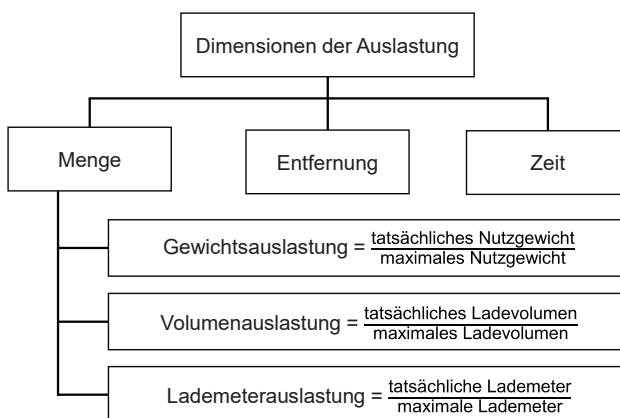 Dimensionen der Auslastung
Menge
Entfernung
Zeit
Gewichtsauslastung = tatsächliches Nutzgewicht
maximales Nutzgewicht
Volumenauslastung = tatsächliches Ladevolumen
maximales Ladevolumen
Lademeterauslastung = tatsächliche Lademeter
maximale Lademeter